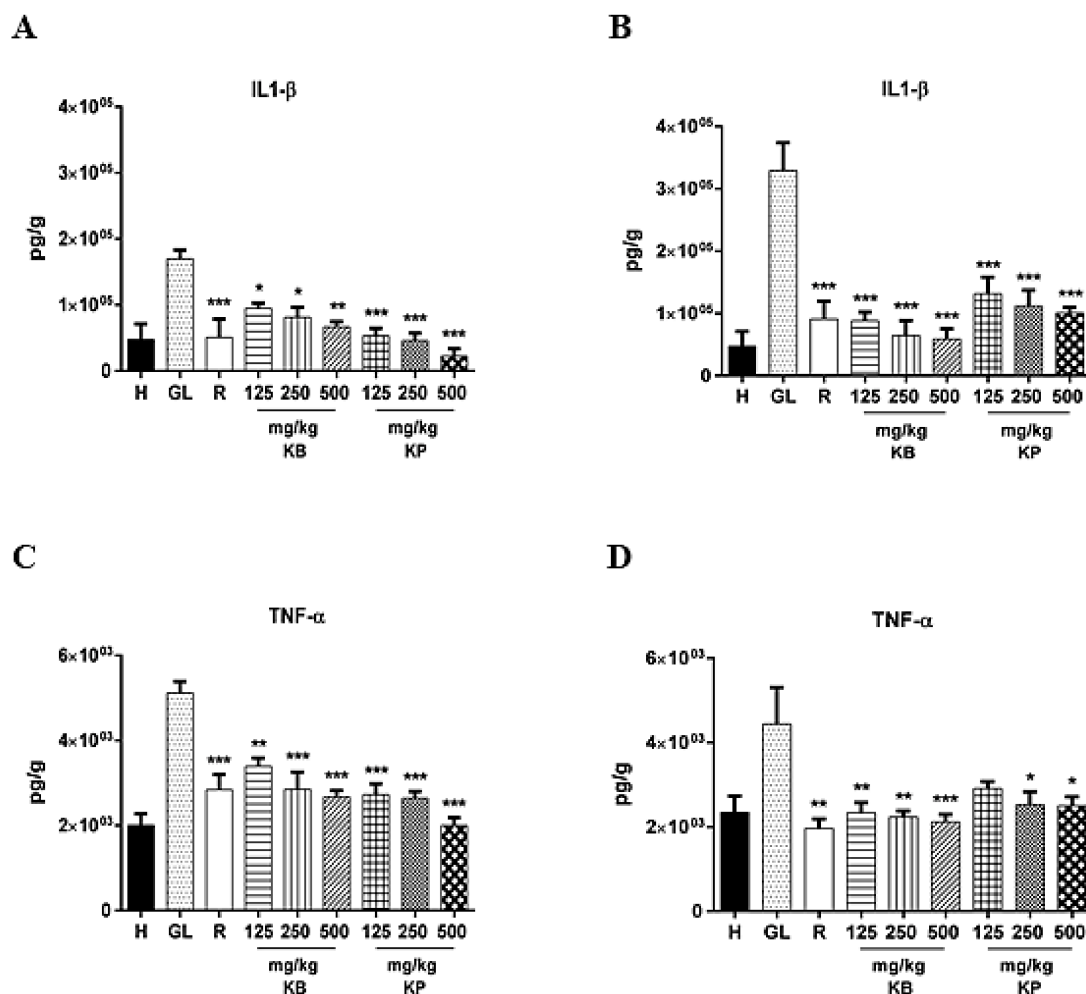 A
IL1-β
4×10⁰⁵
3×10⁰⁵
2×10⁰⁵
1×10⁰⁵
0
pg/g
*** * * ** *** *** ***
H GL R 125 250 500 125 250 500
mg/kg mg/kg
KB KP
B
IL1-β
4×10⁰⁵
3×10⁰⁵
2×10⁰⁵
1×10⁰⁵
0
pg/g
*** *** *** *** *** *** ***
H GL R 125 250 500 125 250 500
mg/kg mg/kg
KB KP
C
TNF-α
6×10⁰³
4×10⁰³
2×10⁰³
0
pg/g
*** ** *** *** *** *** ***
H GL R 125 250 500 125 250 500
mg/kg mg/kg
KB KP
D
TNF-α
6×10⁰³
4×10⁰³
2×10⁰³
0
pg/g
** ** ** *** * *
H GL R 125 250 500 125 250 500
mg/kg mg/kg
KB KP